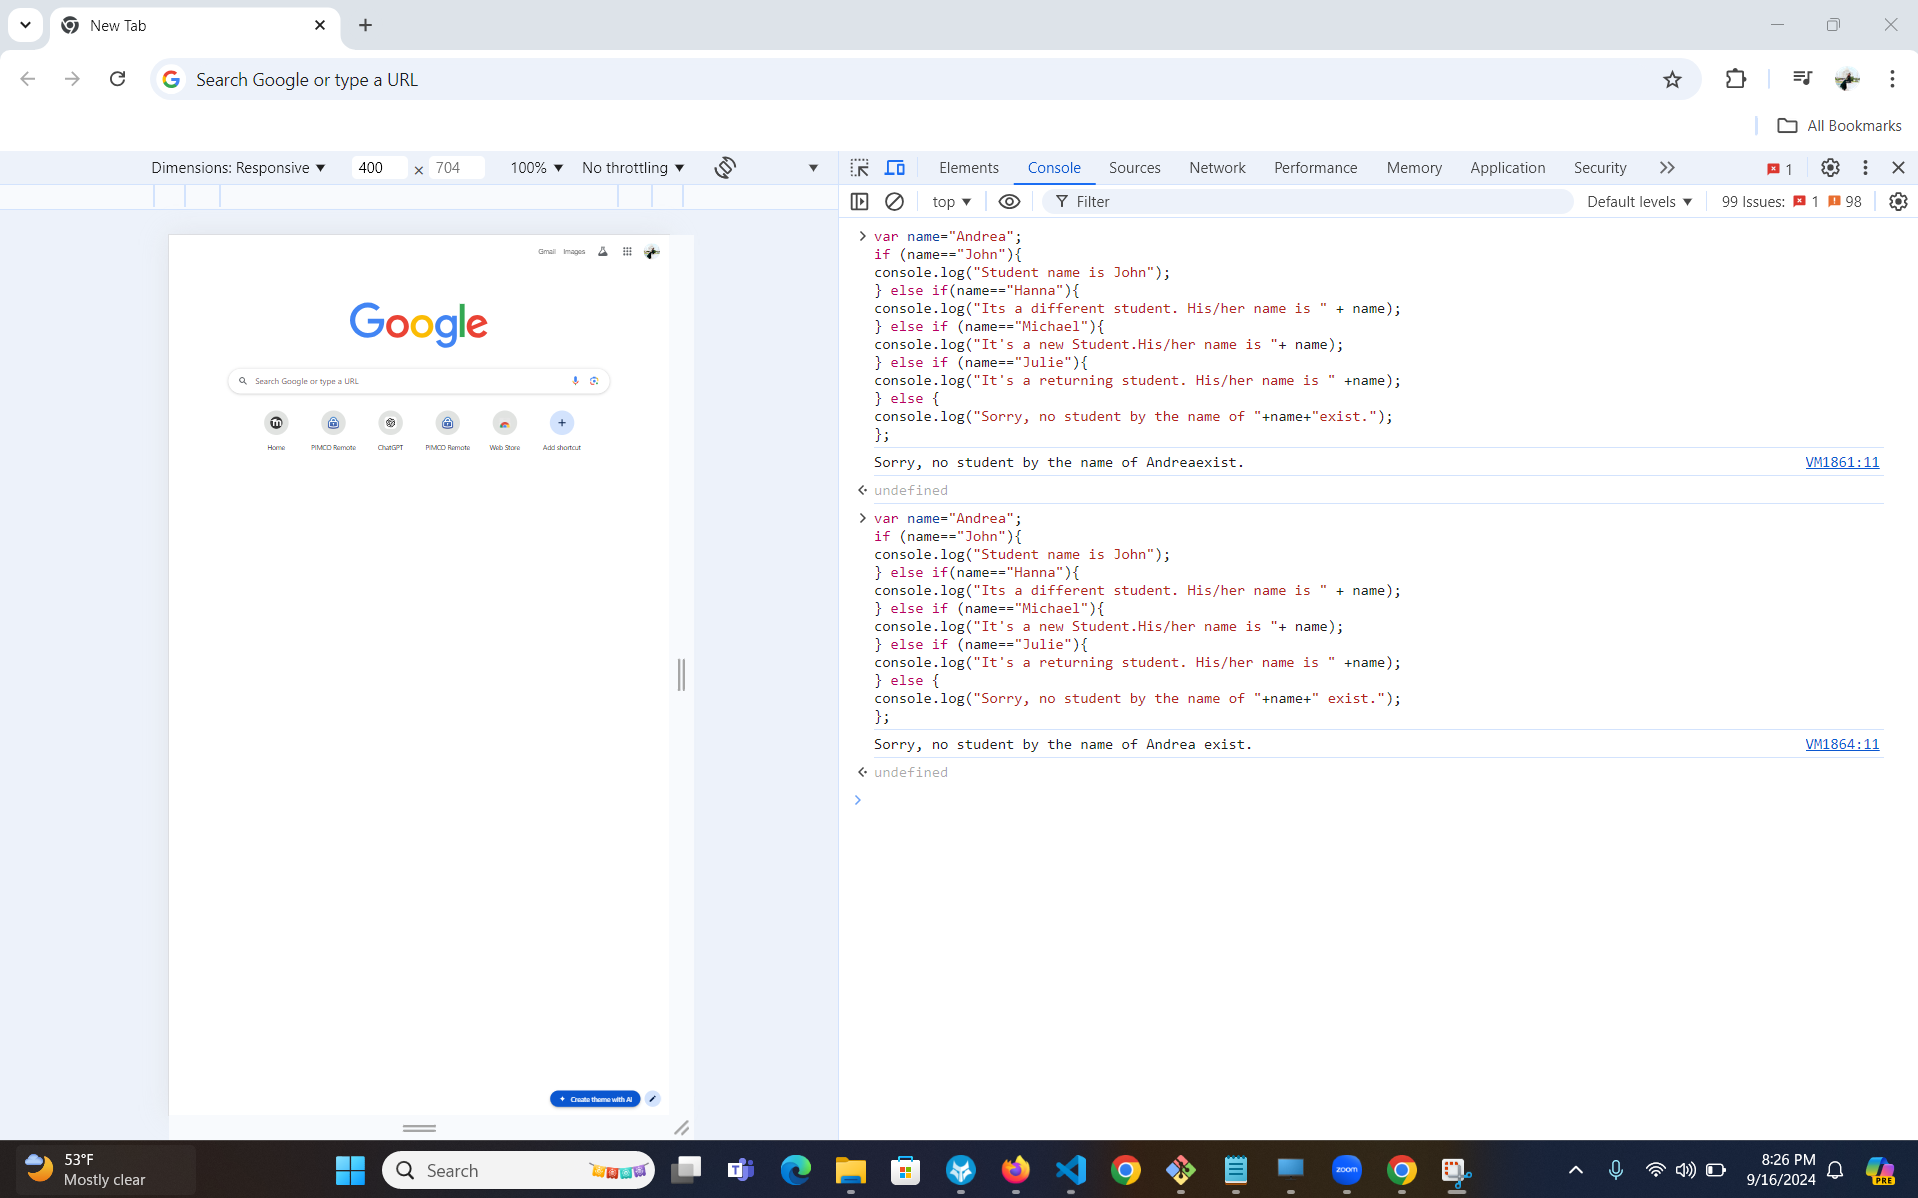 New Tab
Search Google or type a URL
All Bookmarks
Dimensions: Responsive 400 × 704 100% No throttling
Elements Console Sources Network Performance Memory Application Security 1
top Filter Default levels 99 Issues: 1 98
Gmail Images
Google
Search Google or type a URL
Home PIMCO Remote ChatGPT PIMCO Remote Web Store Add shortcut
Create theme with AI
var name="Andrea";
if (name=="John"){
console.log("Student name is John");
} else if(name=="Hanna"){
console.log("Its a different student. His/her name is " + name);
} else if (name=="Michael"){
console.log("It's a new Student.His/her name is "+ name);
} else if (name=="Julie"){
console.log("It's a returning student. His/her name is " +name);
} else {
console.log("Sorry, no student by the name of "+name+"exist.");
};
Sorry, no student by the name of Andreaexist. VM1861:11
undefined
var name="Andrea";
if (name=="John"){
console.log("Student name is John");
} else if(name=="Hanna"){
console.log("Its a different student. His/her name is " + name);
} else if (name=="Michael"){
console.log("It's a new Student.His/her name is "+ name);
} else if (name=="Julie"){
console.log("It's a returning student. His/her name is " +name);
} else {
console.log("Sorry, no student by the name of "+name+" exist.");
};
Sorry, no student by the name of Andrea exist. VM1864:11
undefined
53°F
Mostly clear
Search
zoom
8:26 PM
9/16/2024
PRE